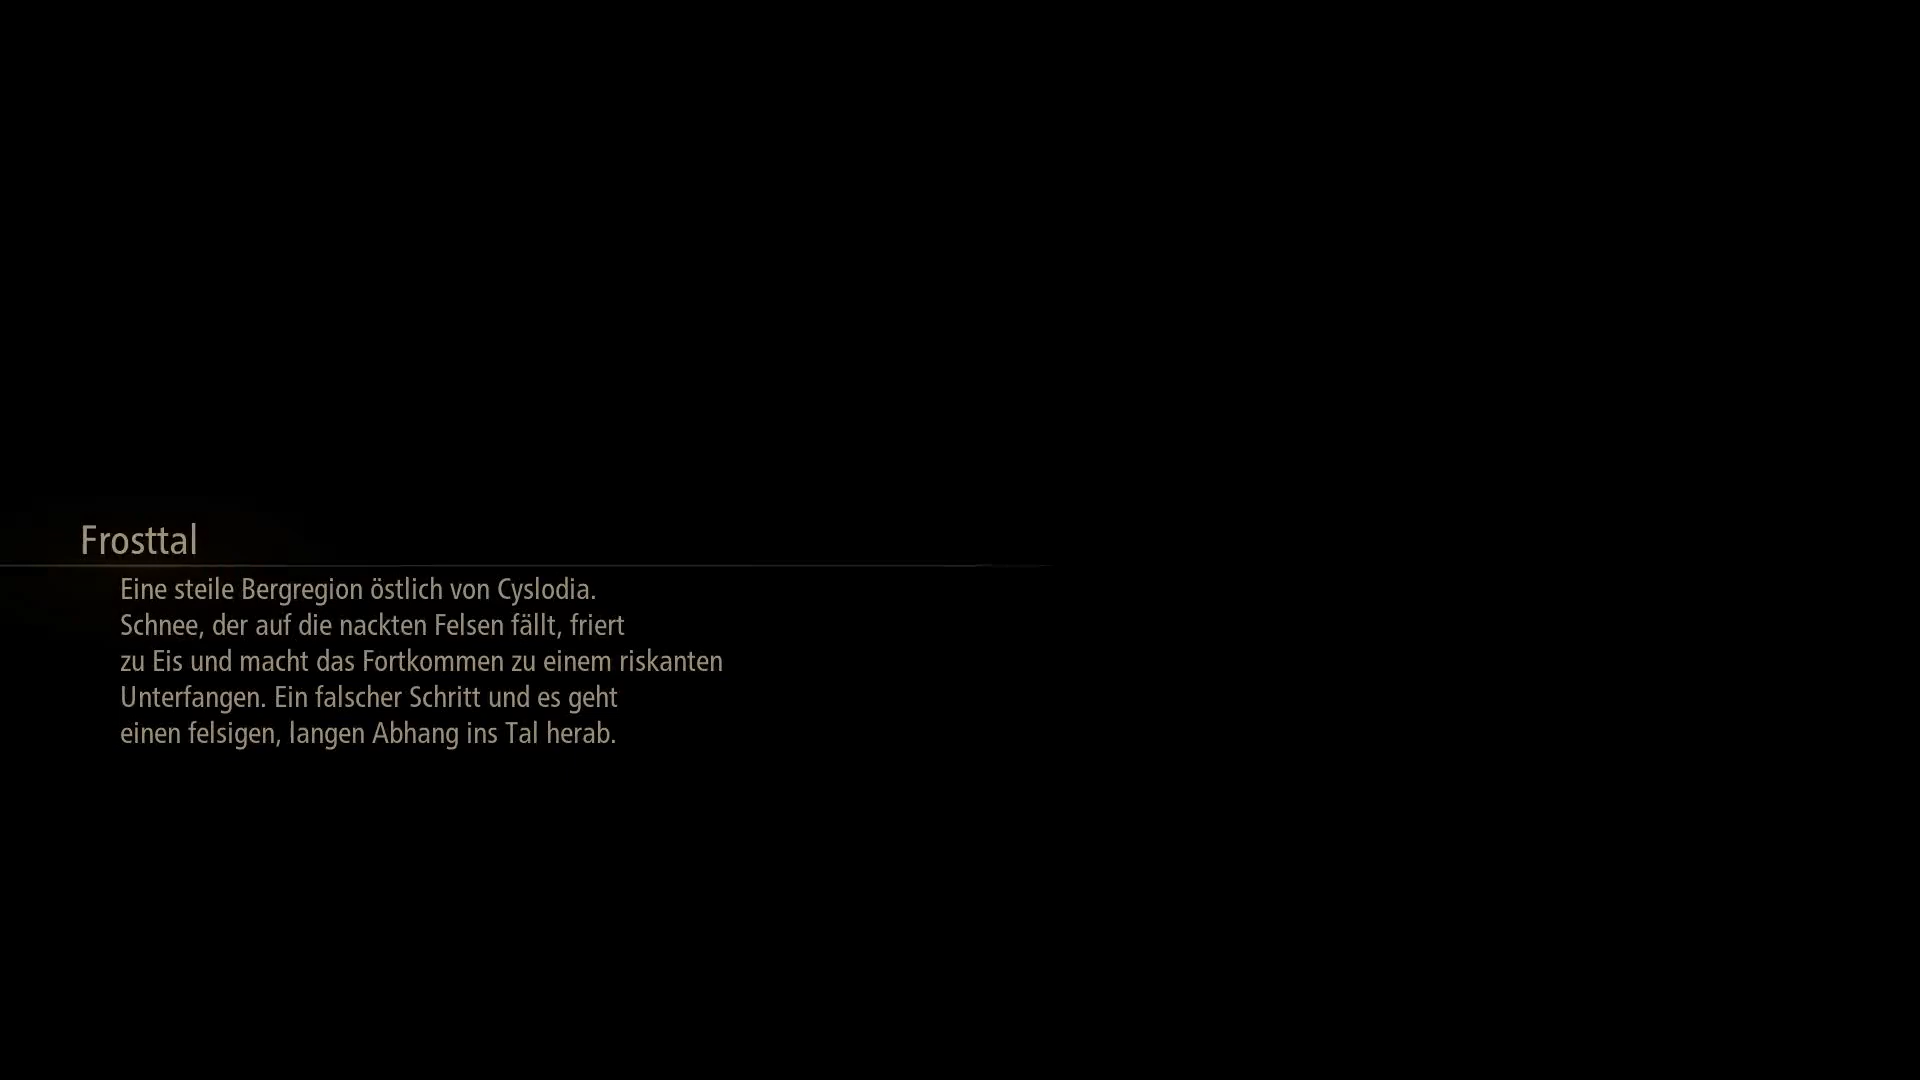 Frosttal
Eine steile Bergregion östlich von Cyslodia.
Schnee, der auf die nackten Felsen fällt, friert
zu Eis und macht das Fortkommen zu einem riskanten
Unterfangen. Ein falscher Schritt und es geht
einen felsigen, langen Abhang ins Tal herab.